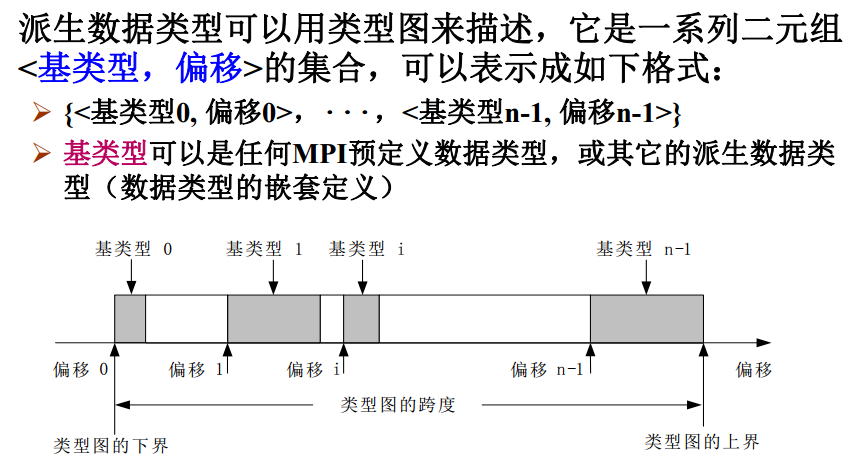 派生数据类型可以用类型图来描述，它是一系列二元组
<基类型，偏移>的集合，可以表示成如下格式：
➢ {<基类型0, 偏移0>，···，<基类型n-1, 偏移n-1>}
➢ 基类型可以是任何MPI预定义数据类型，或其它的派生数据类
型（数据类型的嵌套定义）
基类型 0 基类型 1 基类型 i 基类型 n-1
偏移 0 偏移 1 偏移 i 偏移 n-1 偏移
类型图的跨度
类型图的下界 类型图的上界